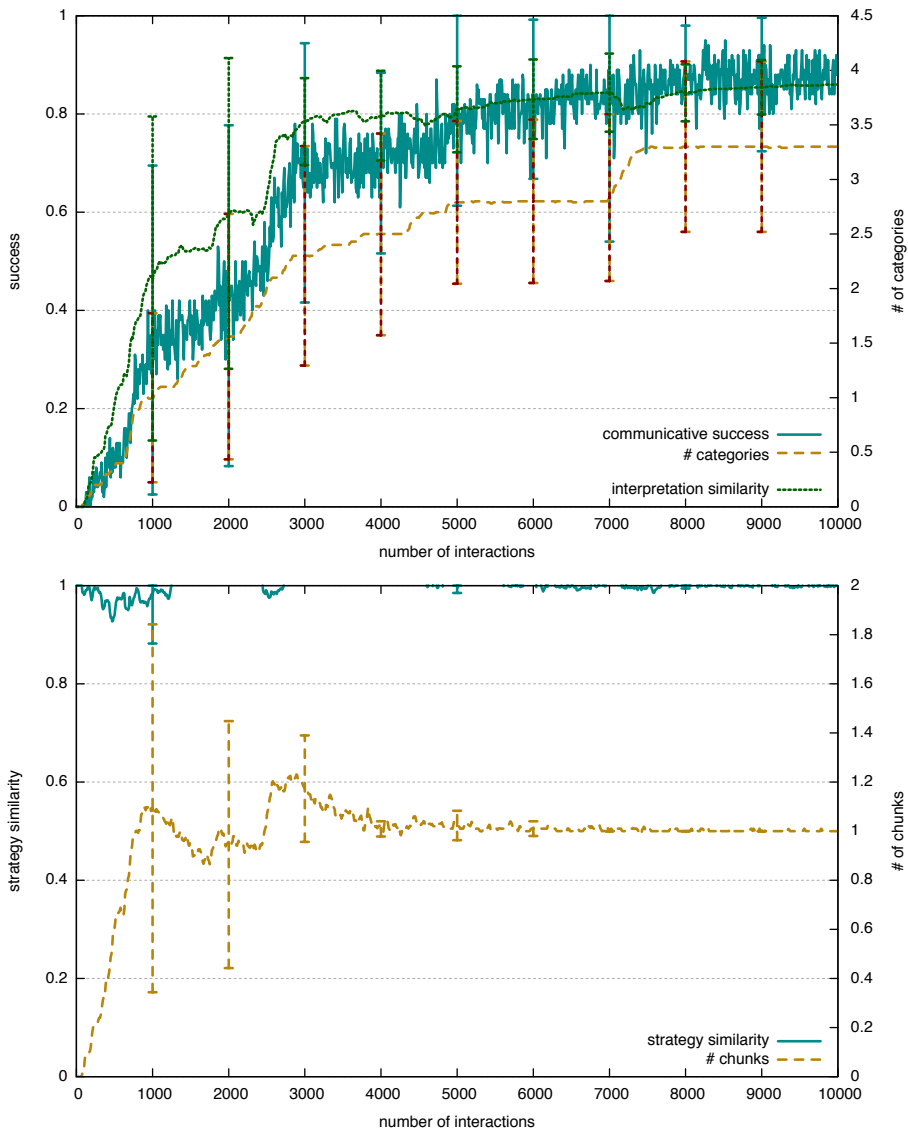 1
0.8
0.6
0.4
0.2
0
4.5
4
3.5
3
2.5
2
1.5
1
0.5
0
success
# of categories
communicative success
# categories
interpretation similarity
0 1000 2000 3000 4000 5000 6000 7000 8000 9000 10000
number of interactions
1
0.8
0.6
0.4
0.2
0
2
1.8
1.6
1.4
1.2
1
0.8
0.6
0.4
0.2
0
strategy similarity
# of chunks
strategy similarity
# chunks
0 1000 2000 3000 4000 5000 6000 7000 8000 9000 10000
number of interactions